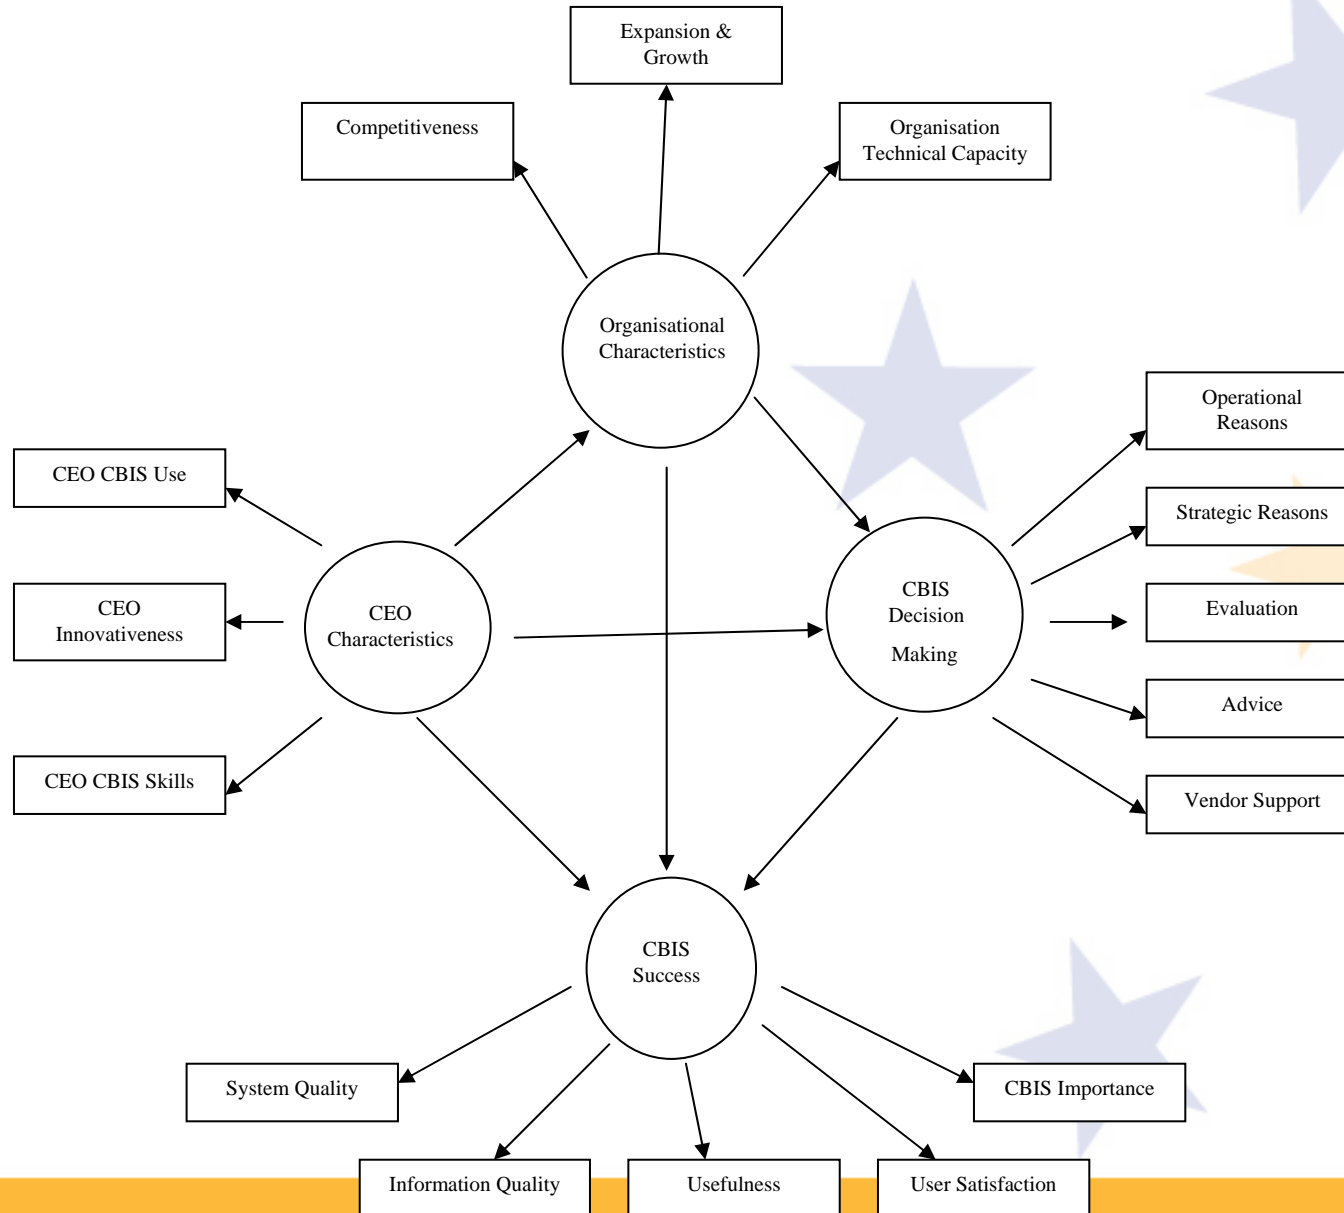 Expansion &
Growth
Competitiveness
Organisation
Technical Capacity
Organisational
Characteristics
Operational
Reasons
CEO CBIS Use
Strategic Reasons
CEO
Innovativeness
CEO
Characteristics
CBIS
Decision
Making
Evaluation
Advice
CEO CBIS Skills
Vendor Support
CBIS
Success
System Quality
CBIS Importance
Information Quality
Usefulness
User Satisfaction